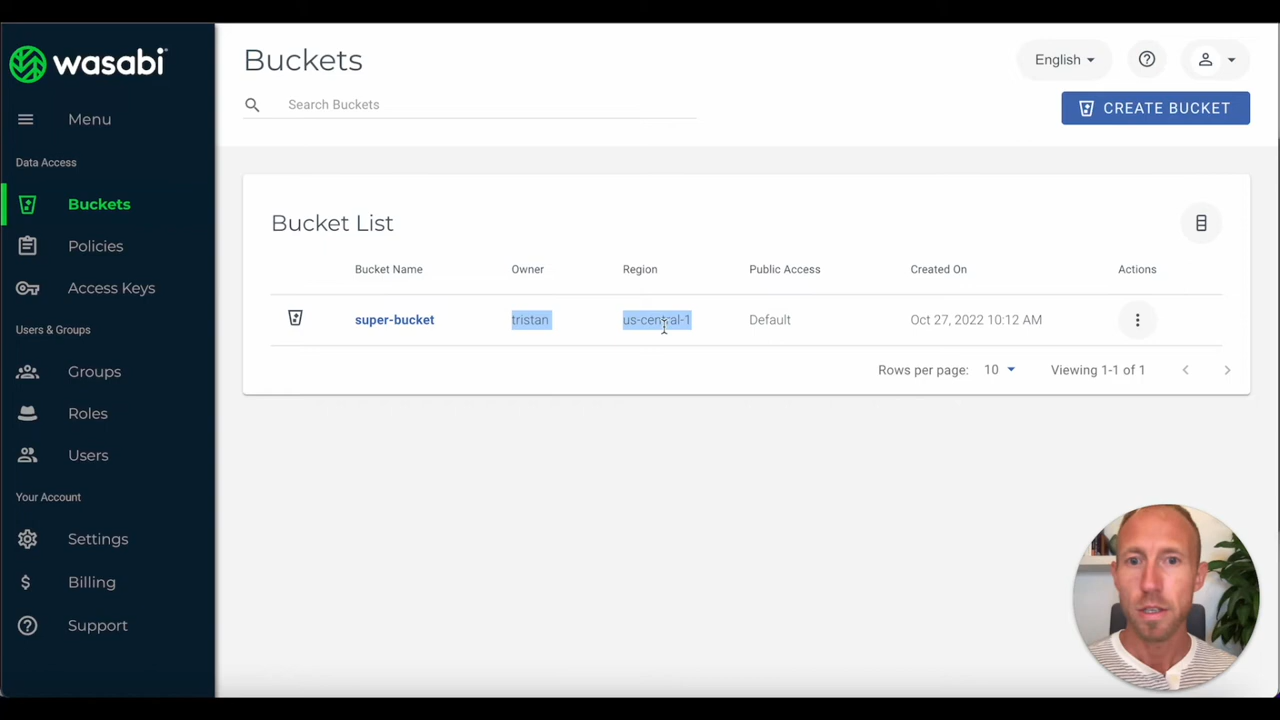 wasabi
Menu
Data Access
Buckets
Policies
Access Keys
Users & Groups
Groups
Roles
Users
Your Account
Settings
Billing
Support
Buckets
English
Search Buckets
CREATE BUCKET
Bucket List
Bucket Name Owner Region Public Access Created On Actions
super-bucket tristan us-central-1 Default Oct 27, 2022 10:12 AM
Rows per page: 10 Viewing 1-1 of 1